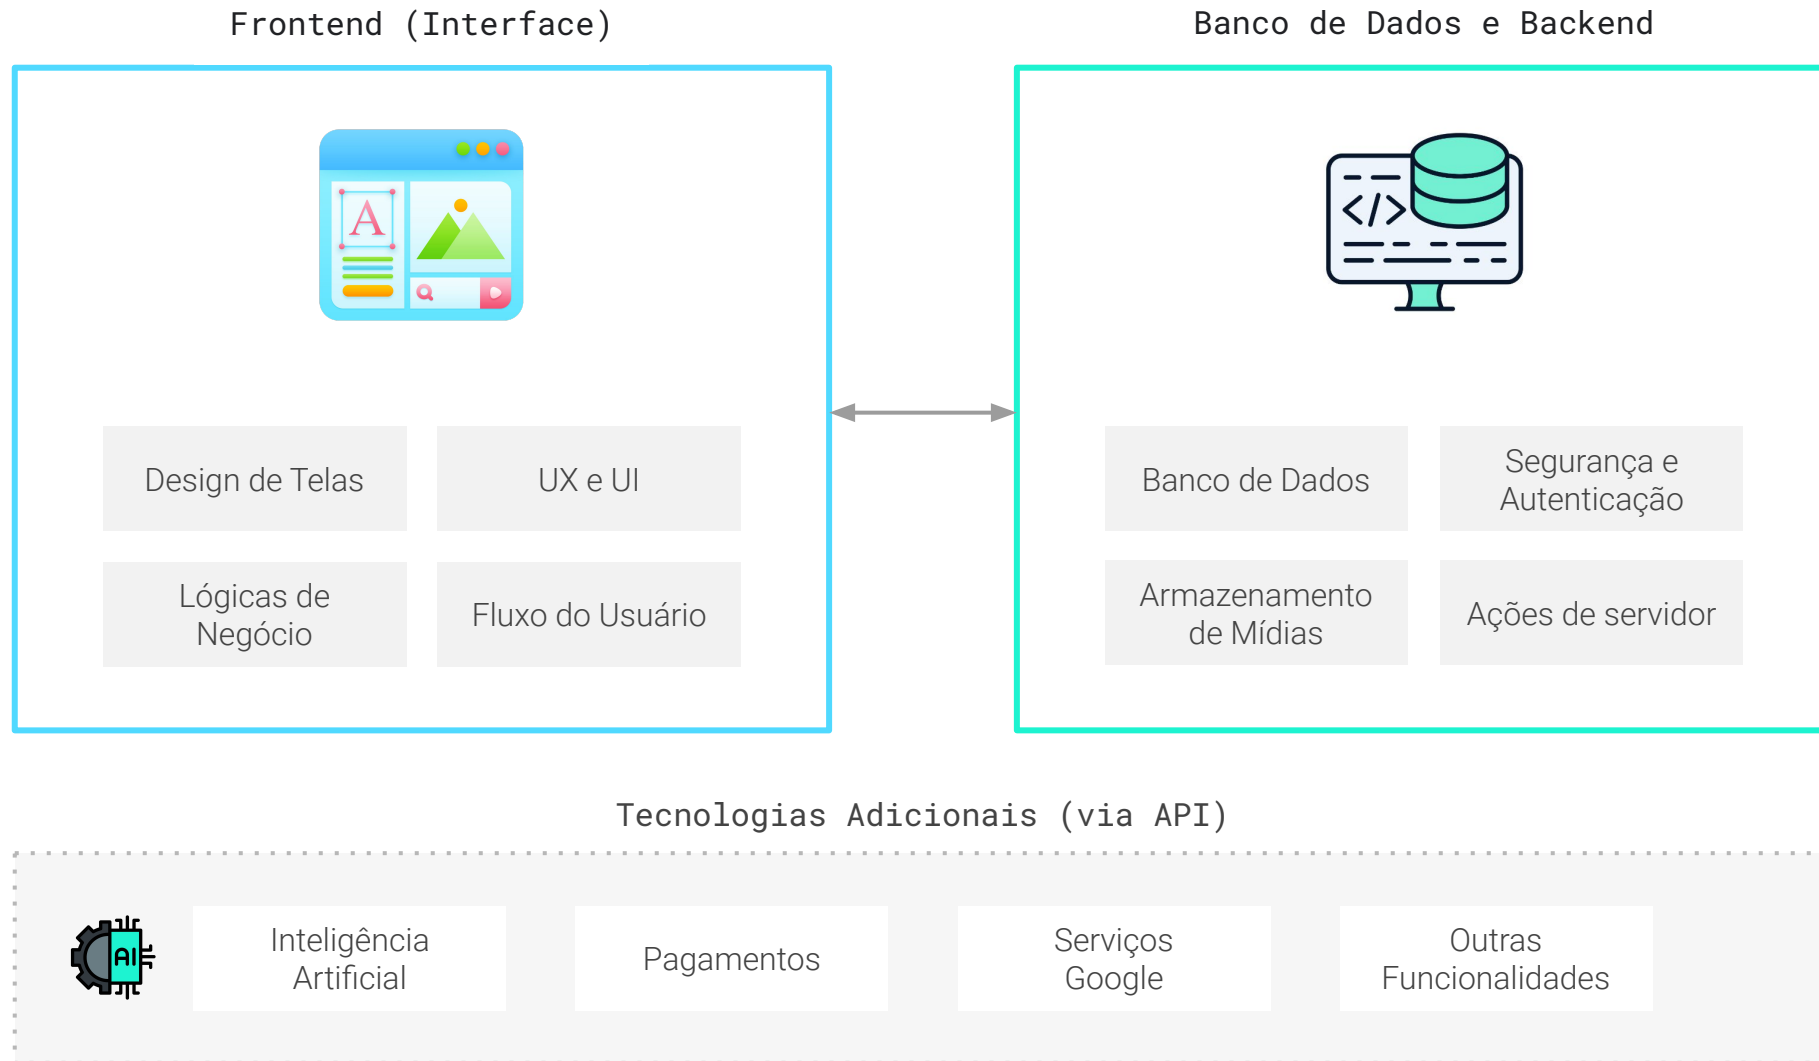 Frontend (Interface)
Banco de Dados e Backend
A
</>
Design de Telas
UX e UI
Lógicas de
Negócio
Fluxo do Usuário
Banco de Dados
Segurança e
Autenticação
Armazenamento
de Mídias
Ações de servidor
Tecnologias Adicionais (via API)
AI
Inteligência
Artificial
Pagamentos
Serviços
Google
Outras
Funcionalidades